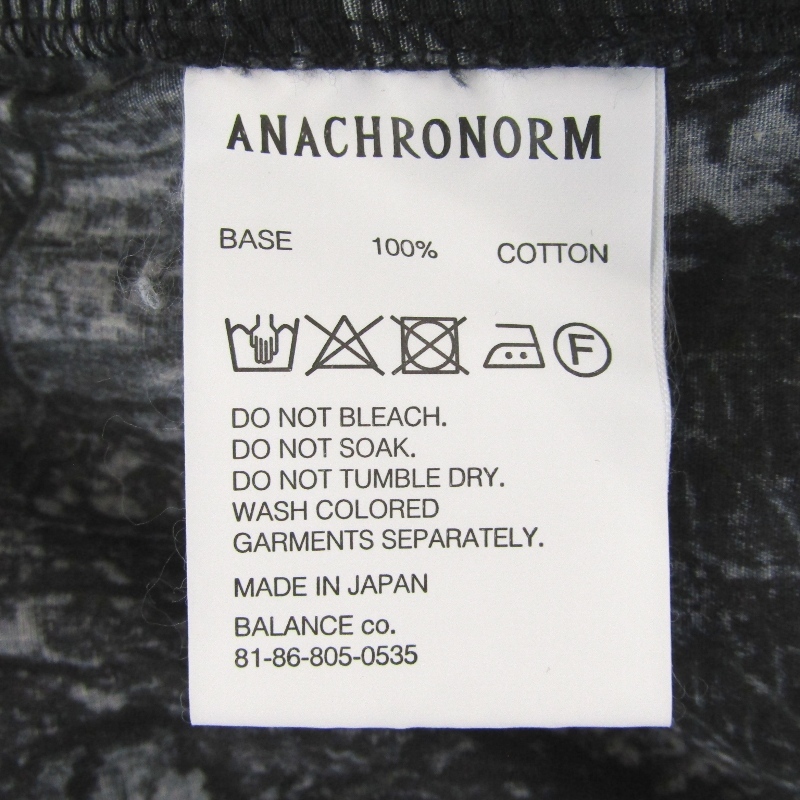 ANACHRONORM
BASE 100% COTTON
F
DO NOT BLEACH.
DO NOT SOAK.
DO NOT TUMBLE DRY.
WASH COLORED
GARMENTS SEPARATELY.
MADE IN JAPAN
BALANCE co.
81-86-805-0535